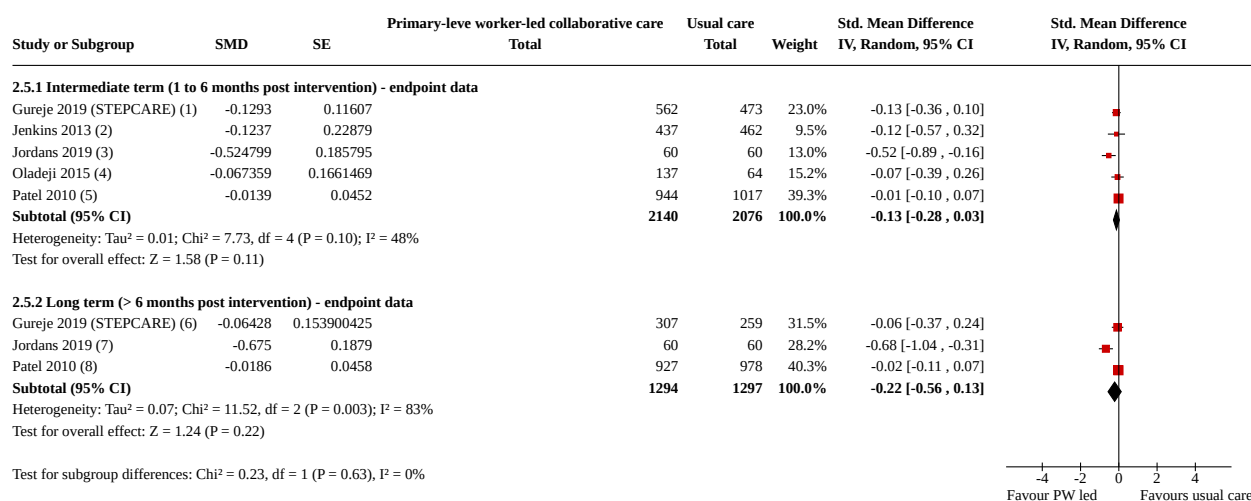 Primary-leve worker-led collaborative care Usual care Std. Mean Difference Std. Mean Difference
Study or Subgroup SMD SE Total Total Weight IV, Random, 95% CI IV, Random, 95% CI
2.5.1 Intermediate term (1 to 6 months post intervention) - endpoint data
Gureje 2019 (STEPCARE) (1) -0.1293 0.11607 562 473 23.0% -0.13 [-0.36 , 0.10]
Jenkins 2013 (2) -0.1237 0.22879 437 462 9.5% -0.12 [-0.57 , 0.32]
Jordans 2019 (3) -0.524799 0.185795 60 60 13.0% -0.52 [-0.89 , -0.16]
Oladeji 2015 (4) -0.067359 0.1661469 137 64 15.2% -0.07 [-0.39 , 0.26]
Patel 2010 (5) -0.0139 0.0452 944 1017 39.3% -0.01 [-0.10 , 0.07]
Subtotal (95% CI) 2140 2076 100.0% -0.13 [-0.28 , 0.03]
Heterogeneity: Tau² = 0.01; Chi² = 7.73, df = 4 (P = 0.10); I² = 48%
Test for overall effect: Z = 1.58 (P = 0.11)
2.5.2 Long term (> 6 months post intervention) - endpoint data
Gureje 2019 (STEPCARE) (6) -0.06428 0.153900425 307 259 31.5% -0.06 [-0.37 , 0.24]
Jordans 2019 (7) -0.675 0.1879 60 60 28.2% -0.68 [-1.04 , -0.31]
Patel 2010 (8) -0.0186 0.0458 927 978 40.3% -0.02 [-0.11 , 0.07]
Subtotal (95% CI) 1294 1297 100.0% -0.22 [-0.56 , 0.13]
Heterogeneity: Tau² = 0.07; Chi² = 11.52, df = 2 (P = 0.003); I² = 83%
Test for overall effect: Z = 1.24 (P = 0.22)
Test for subgroup differences: Chi² = 0.23, df = 1 (P = 0.63), I² = 0%
-4 -2 0 2 4
Favour PW led Favours usual care